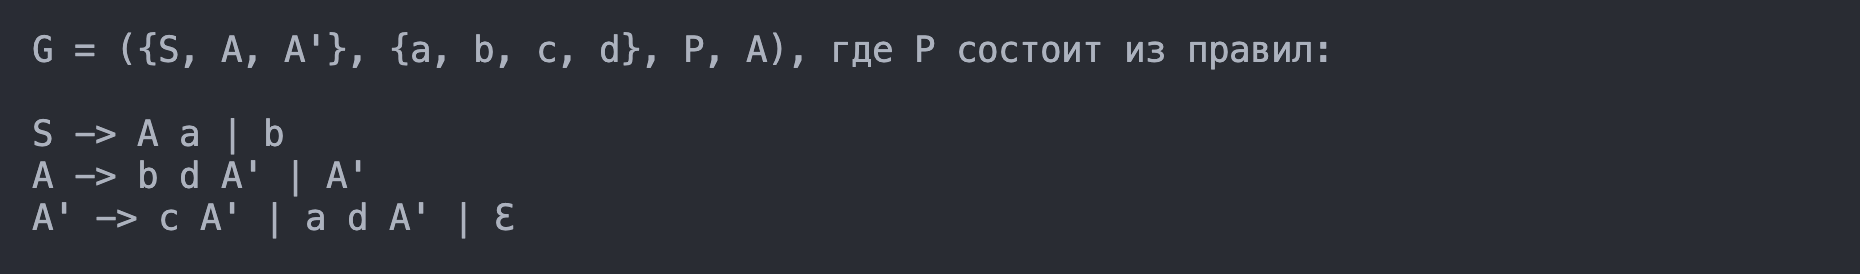 G = ({S, A, A'}, {a, b, c, d}, P, A), где P состоит из правил:
S –> A a | b
A –> b d A' | A'
A' –> c A' | a d A' | Ɛ